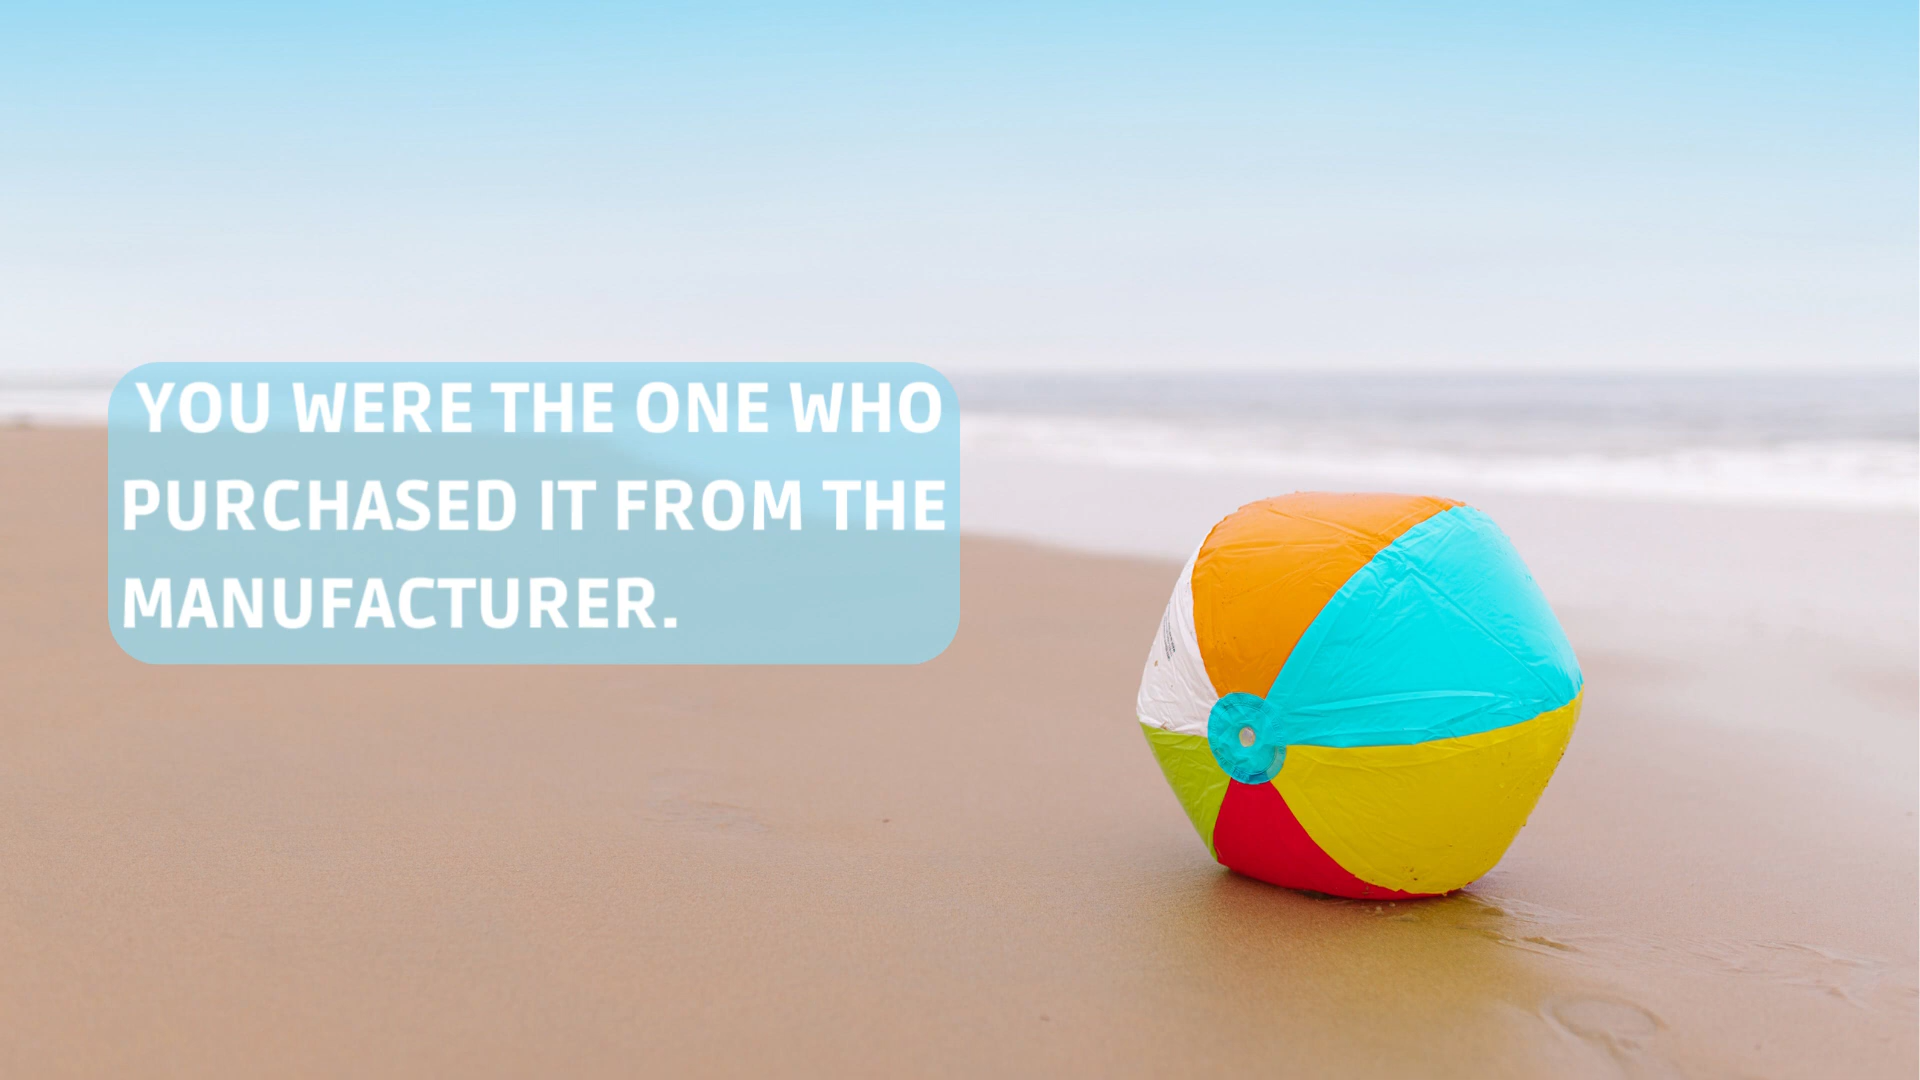 YOU WERE THE ONE WHO
PURCHASED IT FROM THE
MANUFACTURER.